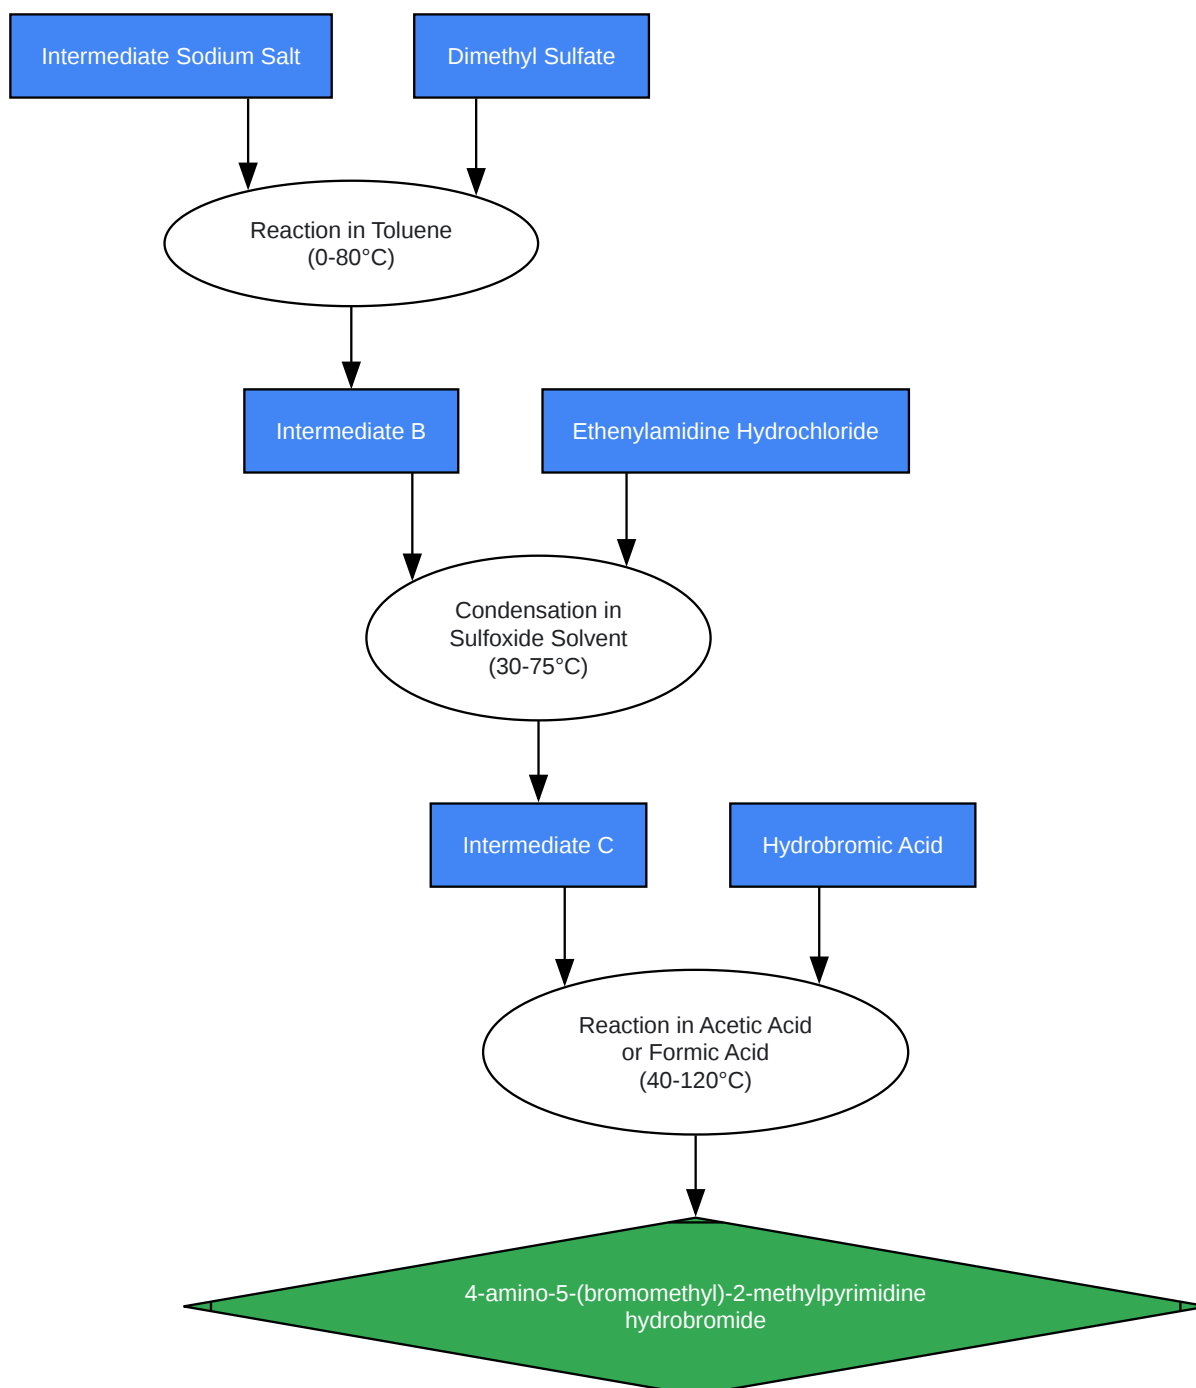 Intermediate Sodium Salt
Dimethyl Sulfate
Reaction in Toluene
(0-80°C)
Intermediate B
Ethenylamidine Hydrochloride
Condensation in
Sulfoxide Solvent
(30-75°C)
Intermediate C
Hydrobromic Acid
Reaction in Acetic Acid
or Formic Acid
(40-120°C)
4-amino-5-(bromomethyl)-2-methylpyrimidine
hydrobromide